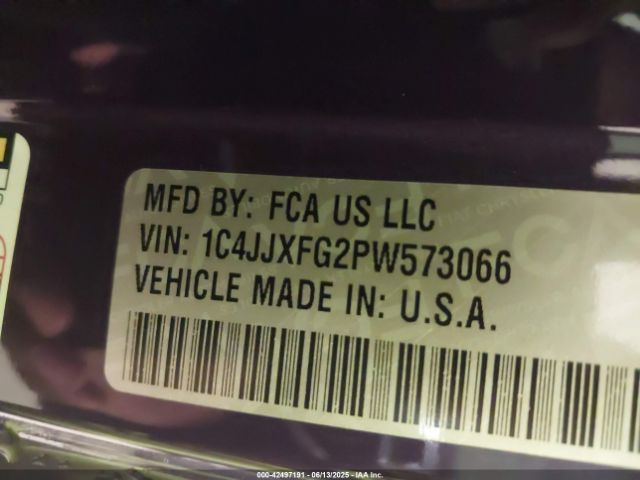 MFD BY: FCA US LLC
VIN: 1C4JJXFG2PW573066
VEHICLE MADE IN: U.S.A.
000-42497191 - 06/13/2025 - IAA Inc.